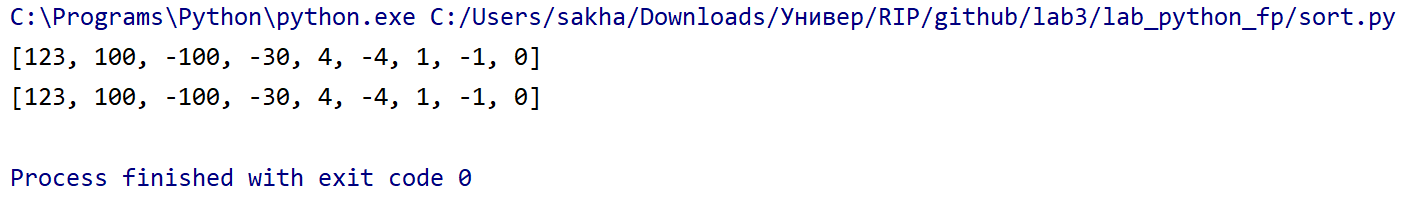 C:\Programs\Python\python.exe C:/Users/sakha/Downloads/Универ/RIP/github/lab3/lab_python_fp/sort.py
[123, 100, -100, -30, 4, -4, 1, -1, 0]
[123, 100, -100, -30, 4, -4, 1, -1, 0]
Process finished with exit code 0